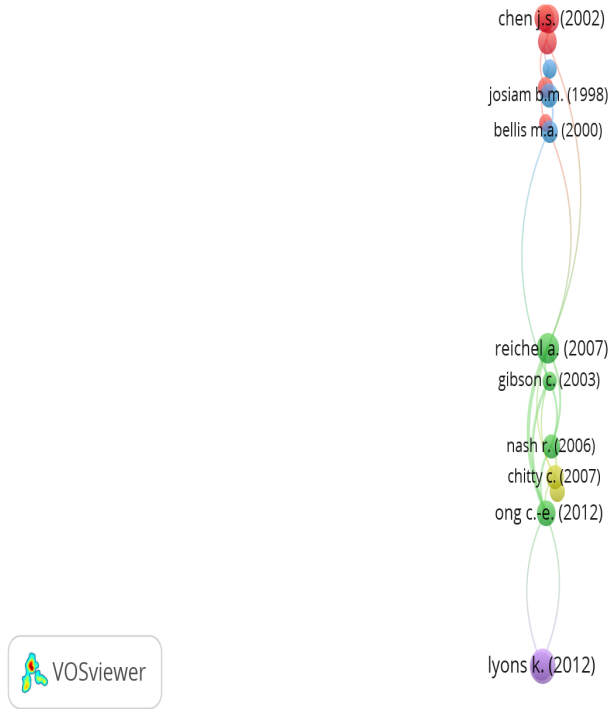 chen j.s. (2002)
josiam b.m. (1998)
bellis m.a. (2000)
reichel a. (2007)
gibson c. (2003)
nash r. (2006)
chitty c. (2007)
ong c.-e. (2012)
lyons k. (2012)
VOSviewer